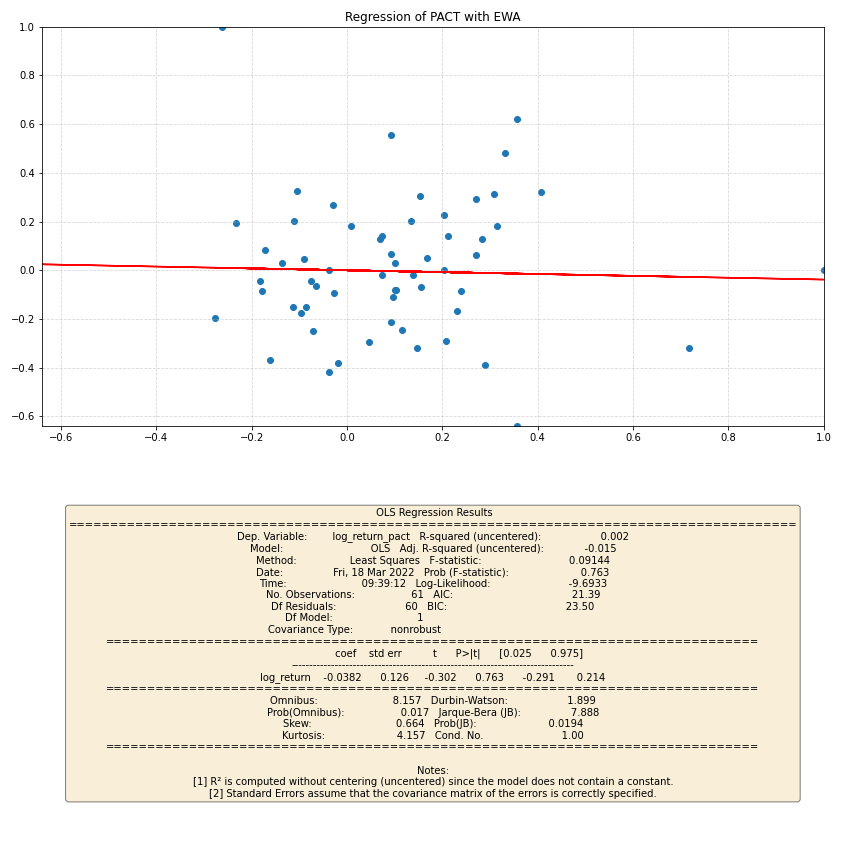 Regression of PACT with EWA
1.0
0.8
0.6
0.4
0.2
0.0
−0.2
−0.4
−0.6
−0.6 −0.4 −0.2 0.0 0.2 0.4 0.6 0.8 1.0
OLS Regression Results
==============================================================================
Dep. Variable: log_return_pact R-squared (uncentered): 0.002
Model: OLS Adj. R-squared (uncentered): -0.015
Method: Least Squares F-statistic: 0.09144
Date: Fri, 18 Mar 2022 Prob (F-statistic): 0.763
Time: 09:39:12 Log-Likelihood: -9.6933
No. Observations: 61 AIC: 21.39
Df Residuals: 60 BIC: 23.50
Df Model: 1
Covariance Type: nonrobust
==============================================================================
coef std err t P>|t| [0.025 0.975]
------------------------------------------------------------------------------
log_return -0.0382 0.126 -0.302 0.763 -0.291 0.214
==============================================================================
Omnibus: 8.157 Durbin-Watson: 1.899
Prob(Omnibus): 0.017 Jarque-Bera (JB): 7.888
Skew: 0.664 Prob(JB): 0.0194
Kurtosis: 4.157 Cond. No. 1.00
==============================================================================
Notes:
[1] R² is computed without centering (uncentered) since the model does not contain a constant.
[2] Standard Errors assume that the covariance matrix of the errors is correctly specified.